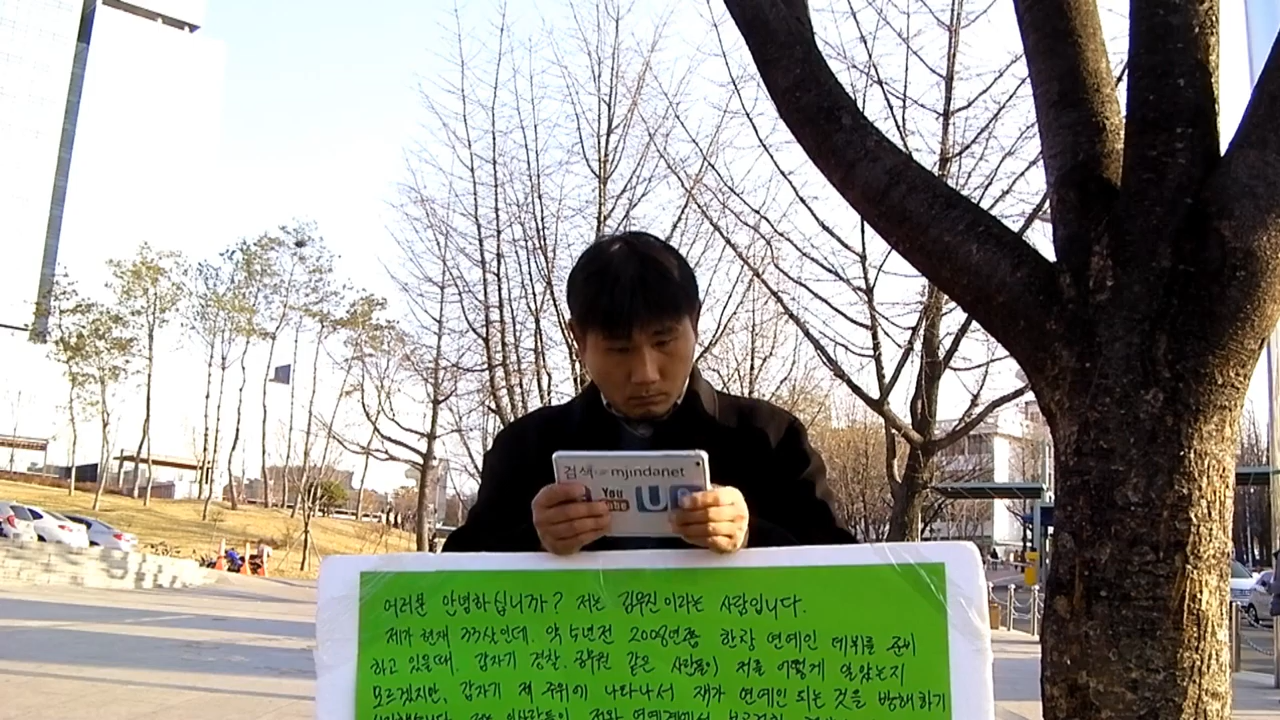 검색 mjindanet
You
Tube
여러분 안녕하십니까? 저는 김우진이라는 사람입니다.
제가 현재 33살인데. 약 5년전 2008년쯤 한창 연예인 데뷔를 준비
하고 있을때. 갑자기 경찰. 공무원 같은 사람들이 저를 어떻게 알았는지
모르겠지만, 갑자기 제 주위에 나타나서 제가 연예인 되는 것을 방해하기